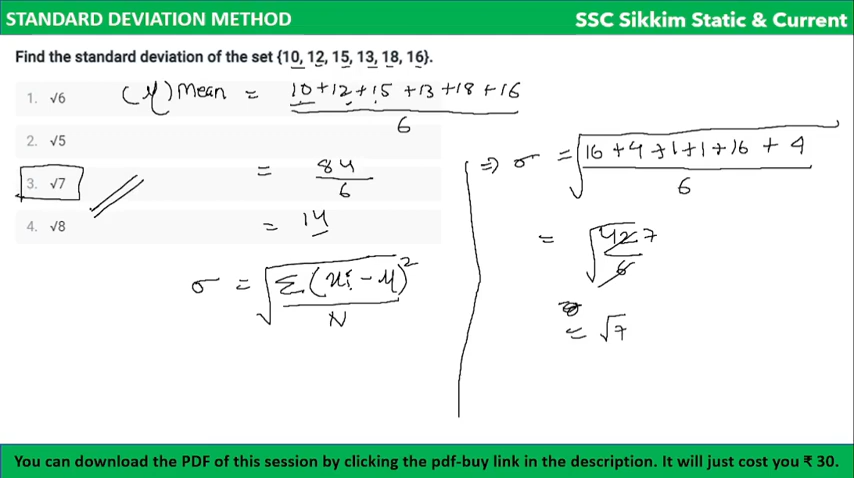 STANDARD DEVIATION METHOD
SSC Sikkim Static & Current
Find the standard deviation of the set {10, 12, 15, 13, 18, 16}.
1. √6
2. √5
3. √7
4. √8
(μ) Mean = 10+12+15+13+18+16
6
= 84
6
= 14
σ = √Σ(xi-μ)²
N
⇒ σ = √16+4+1+1+16+4
6
= √42 7
6
= √7
You can download the PDF of this session by clicking the pdf-buy link in the description. It will just cost you ₹ 30.